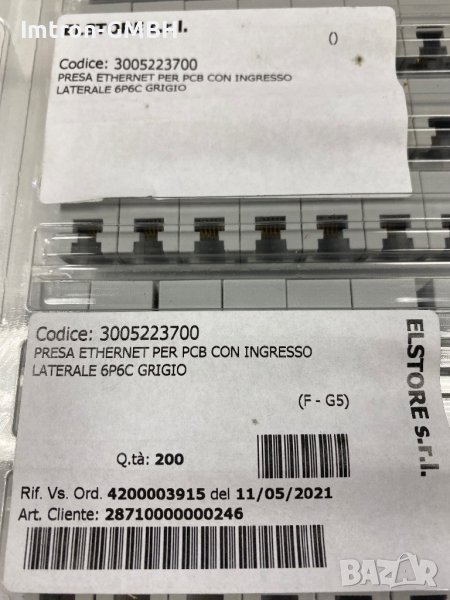 Imtron-GMBH
ELSTORE s.r.l.
()
Codice: 3005223700
PRESA ETHERNET PER PCB CON INGRESSO
LATERALE 6P6C GRIGIO
Codice: 3005223700
PRESA ETHERNET PER PCB CON INGRESSO
LATERALE 6P6C GRIGIO
(F - G5)
Q.tà: 200
Rif. Vs. Ord. 4200003915 del 11/05/2021
Art. Cliente: 28710000000246
ELSTORE s.r.l.
BAZAR